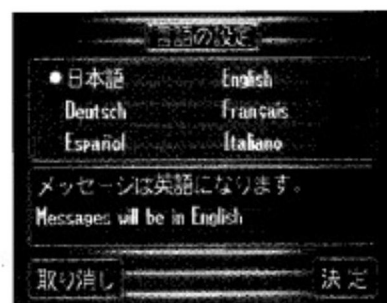 言語の設定
●日本語 English
Deutsch Français
Español Italiano
メッセージは英語になります。
Messages will be in English
取り消し 決定